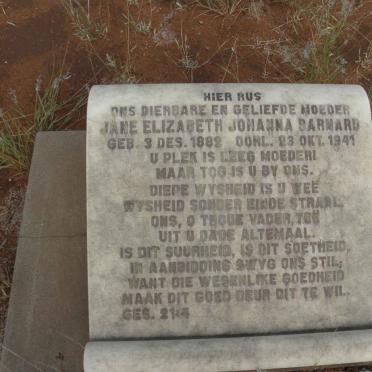 HIER RUS
ONS DIERBARE EN GELIEFDE MOEDER
JANE ELIZABETH JOHANNA BARNARD
GEB. 3 DES. 1882 OORL. 23 OKT. 1941
U PLEK IS LEEG MOEDER!
MAAR TOG IS U BY ONS.
DIEPE WYSHEID IS U WEË
WYSHEID SONDER EINDE STRAAL,
ONS, O TROUE VADER, TOË
UIT U DADE ALTEMAAL.
IS DIT SUURHEID, IS DIT SOETHEID,
IN AANBIDDING SWYG ONS STIL;
WANT DIE WESENLIKE GOEDHEID
MAAK DIT GOED DEUR DIT TE WIL.
GES. 21:4